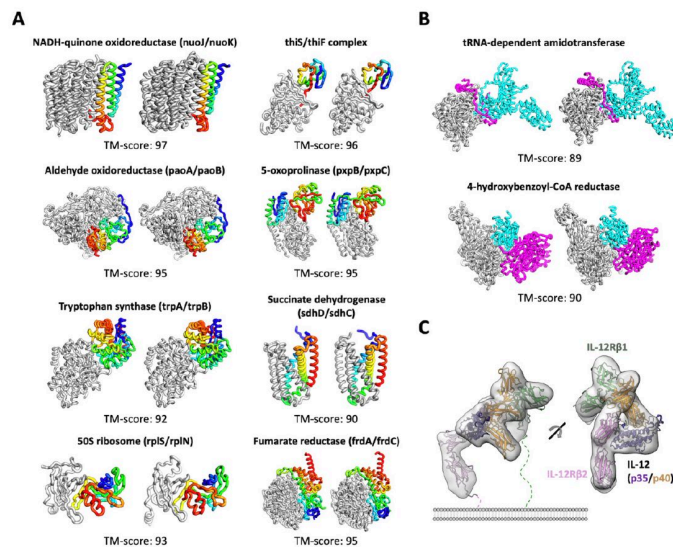 A
NADH-quinone oxidoreductase (nuoJ/nuoK)
TM-score: 97
thiS/thiF complex
TM-score: 96
Aldehyde oxidoreductase (paoA/paoB)
TM-score: 95
5-oxoprolinase (pxpB/pxpC)
TM-score: 95
Tryptophan synthase (trpA/trpB)
TM-score: 92
Succinate dehydrogenase
(sdhD/sdhC)
TM-score: 90
50S ribosome (rplS/rplN)
TM-score: 93
Fumarate reductase (frdA/frdC)
TM-score: 95
B
tRNA-dependent amidotransferase
TM-score: 89
4-hydroxybenzoyl-CoA reductase
TM-score: 90
C
IL-12Rβ1
IL-12Rβ2
IL-12
(p35/p40)